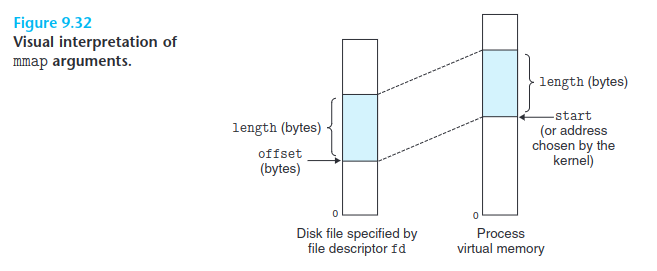 Figure 9.32
Visual interpretation of
mmap arguments.
length (bytes)
offset
(bytes)
0
Disk file specified by
file descriptor fd
length (bytes)
start
(or address
chosen by the
kernel)
0
Process
virtual memory